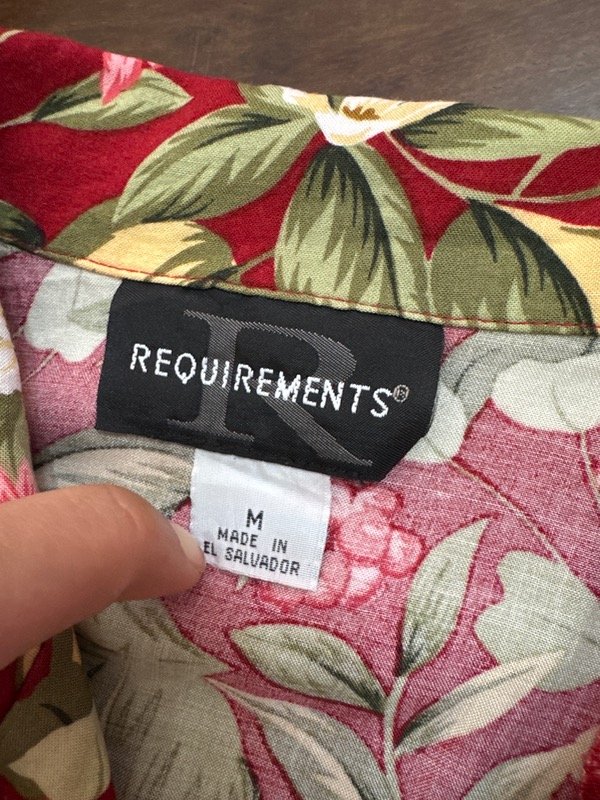 R
REQUIREMENTS®
M
MADE IN
EL SALVADOR